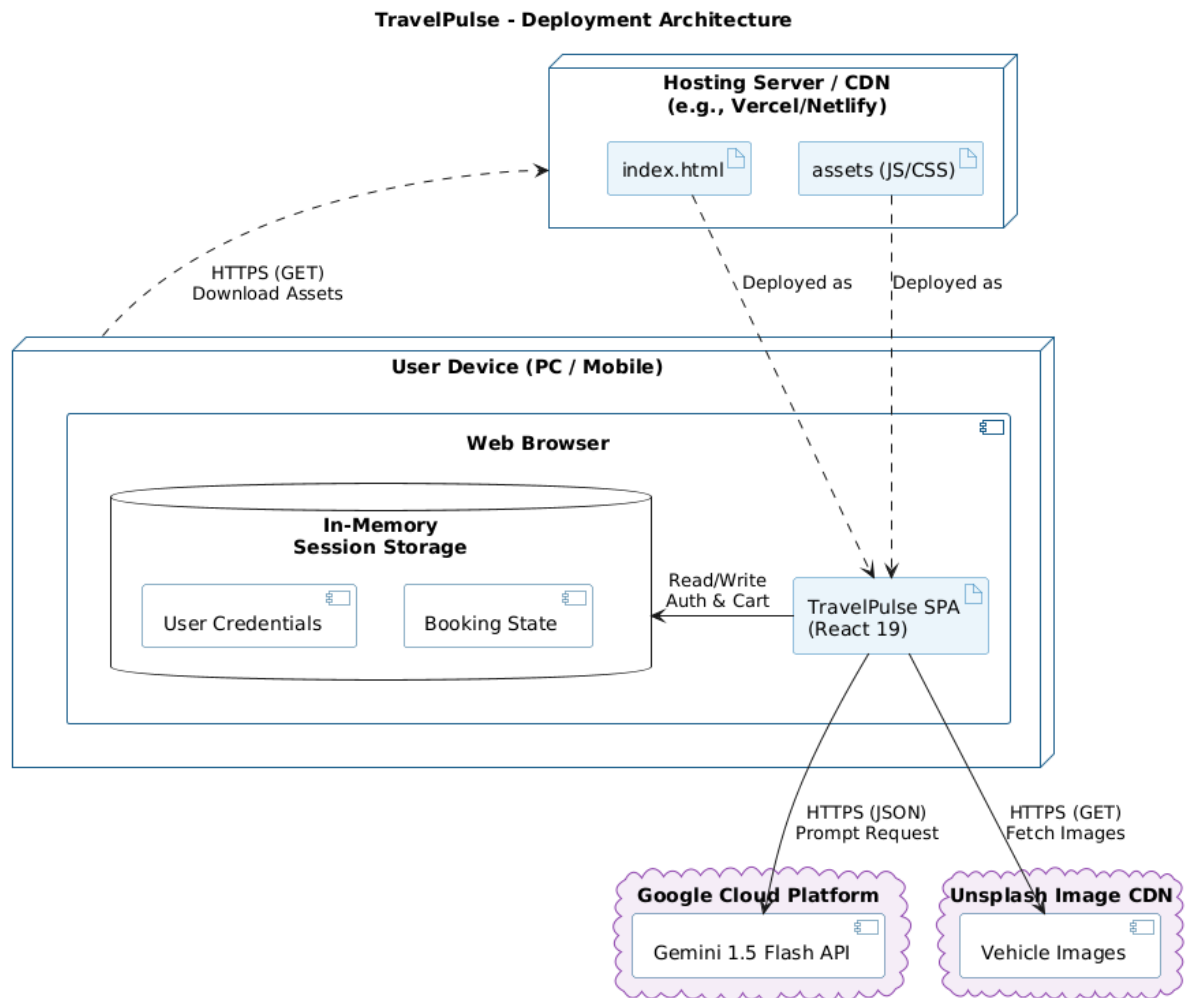 TravelPulse - Deployment Architecture
Hosting Server / CDN
(e.g., Vercel/Netlify)
index.html
assets (JS/CSS)
HTTPS (GET)
Download Assets
Deployed as
Deployed as
User Device (PC / Mobile)
Web Browser
In-Memory
Session Storage
User Credentials
Booking State
Read/Write
Auth & Cart
TravelPulse SPA
(React 19)
HTTPS (JSON)
Prompt Request
HTTPS (GET)
Fetch Images
Google Cloud Platform
Gemini 1.5 Flash API
Unsplash Image CDN
Vehicle Images